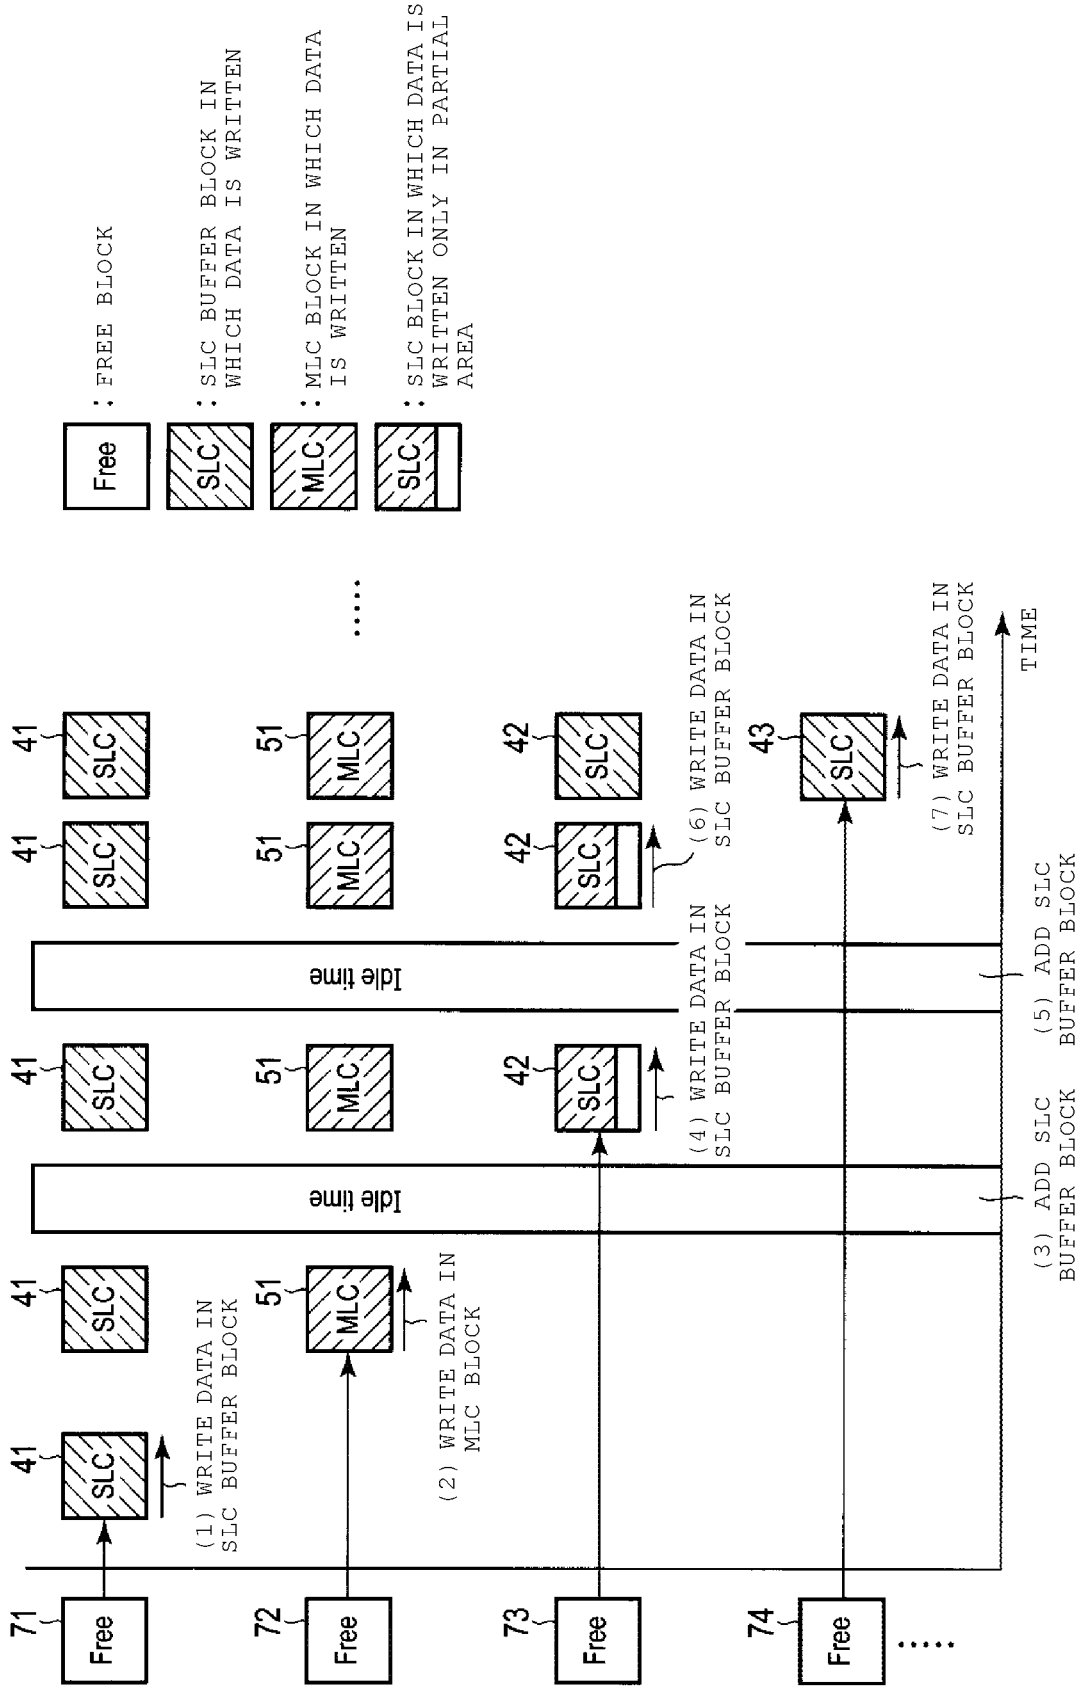 71
Free
41
SLC
41
SLC
41
SLC
41
SLC
41
SLC
(1) WRITE DATA IN
SLC BUFFER BLOCK
72
Free
51
MLC
51
MLC
51
MLC
51
MLC
.....
(2) WRITE DATA IN
MLC BLOCK
Idle time
Idle time
73
Free
42
SLC
42
SLC
42
SLC
(4) WRITE DATA IN
SLC BUFFER BLOCK
(6) WRITE DATA IN
SLC BUFFER BLOCK
74
Free
43
SLC
.....
(7) WRITE DATA IN
SLC BUFFER BLOCK
TIME
(3) ADD SLC
BUFFER BLOCK
(5) ADD SLC
BUFFER BLOCK
Free
: FREE BLOCK
SLC
: SLC BUFFER BLOCK IN
WHICH DATA IS WRITTEN
MLC
: MLC BLOCK IN WHICH DATA
IS WRITTEN
SLC
: SLC BLOCK IN WHICH DATA IS
WRITTEN ONLY IN PARTIAL
AREA